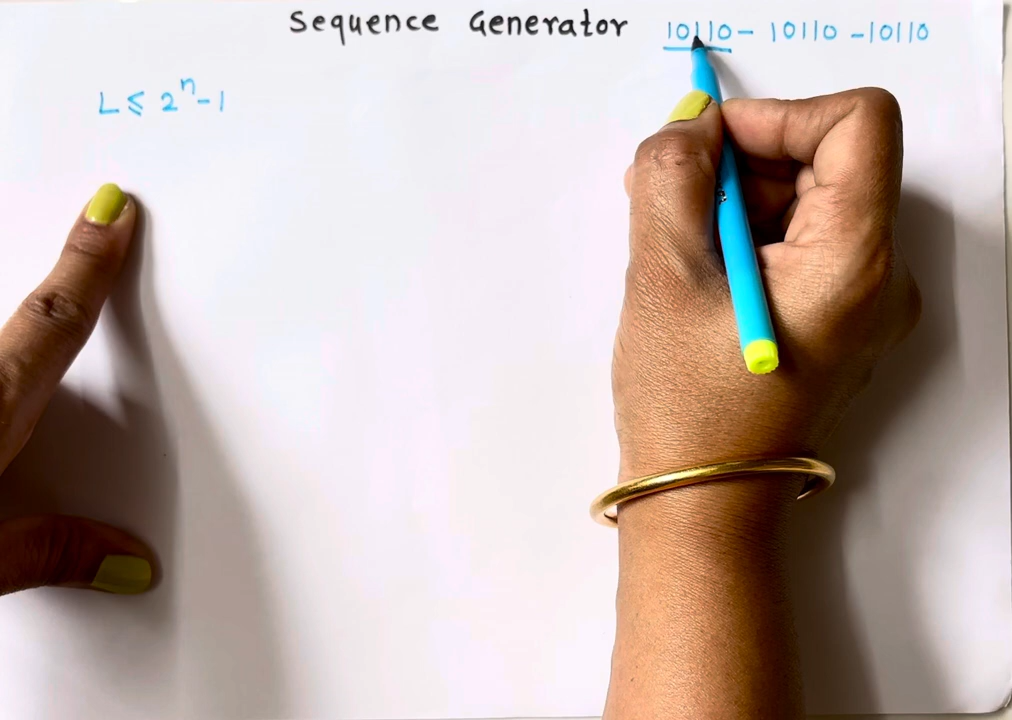 Sequence Generator 10110 - 10110 - 10110
L ≤ 2ⁿ - 1